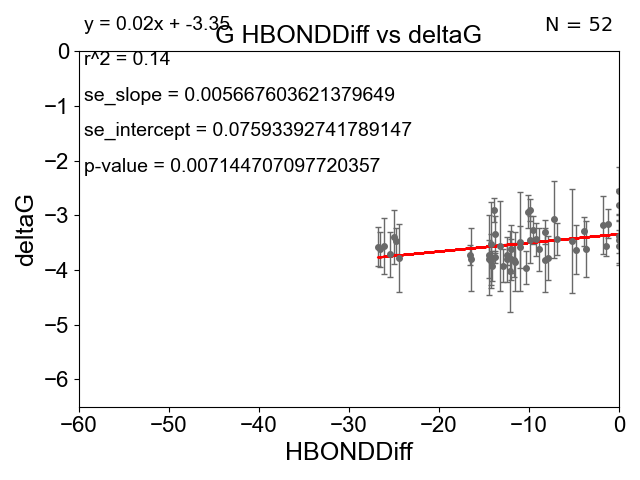 y = 0.02x + -3.35
N = 52
G HBONDDiff vs deltaG
r^2 = 0.14
se_slope = 0.005667603621379649
se_intercept = 0.07593392741789147
p-value = 0.007144707097720357
deltaG
0
−1
−2
−3
−4
−5
−6
−60
−50
−40
−30
−20
−10
0
HBONDDiff